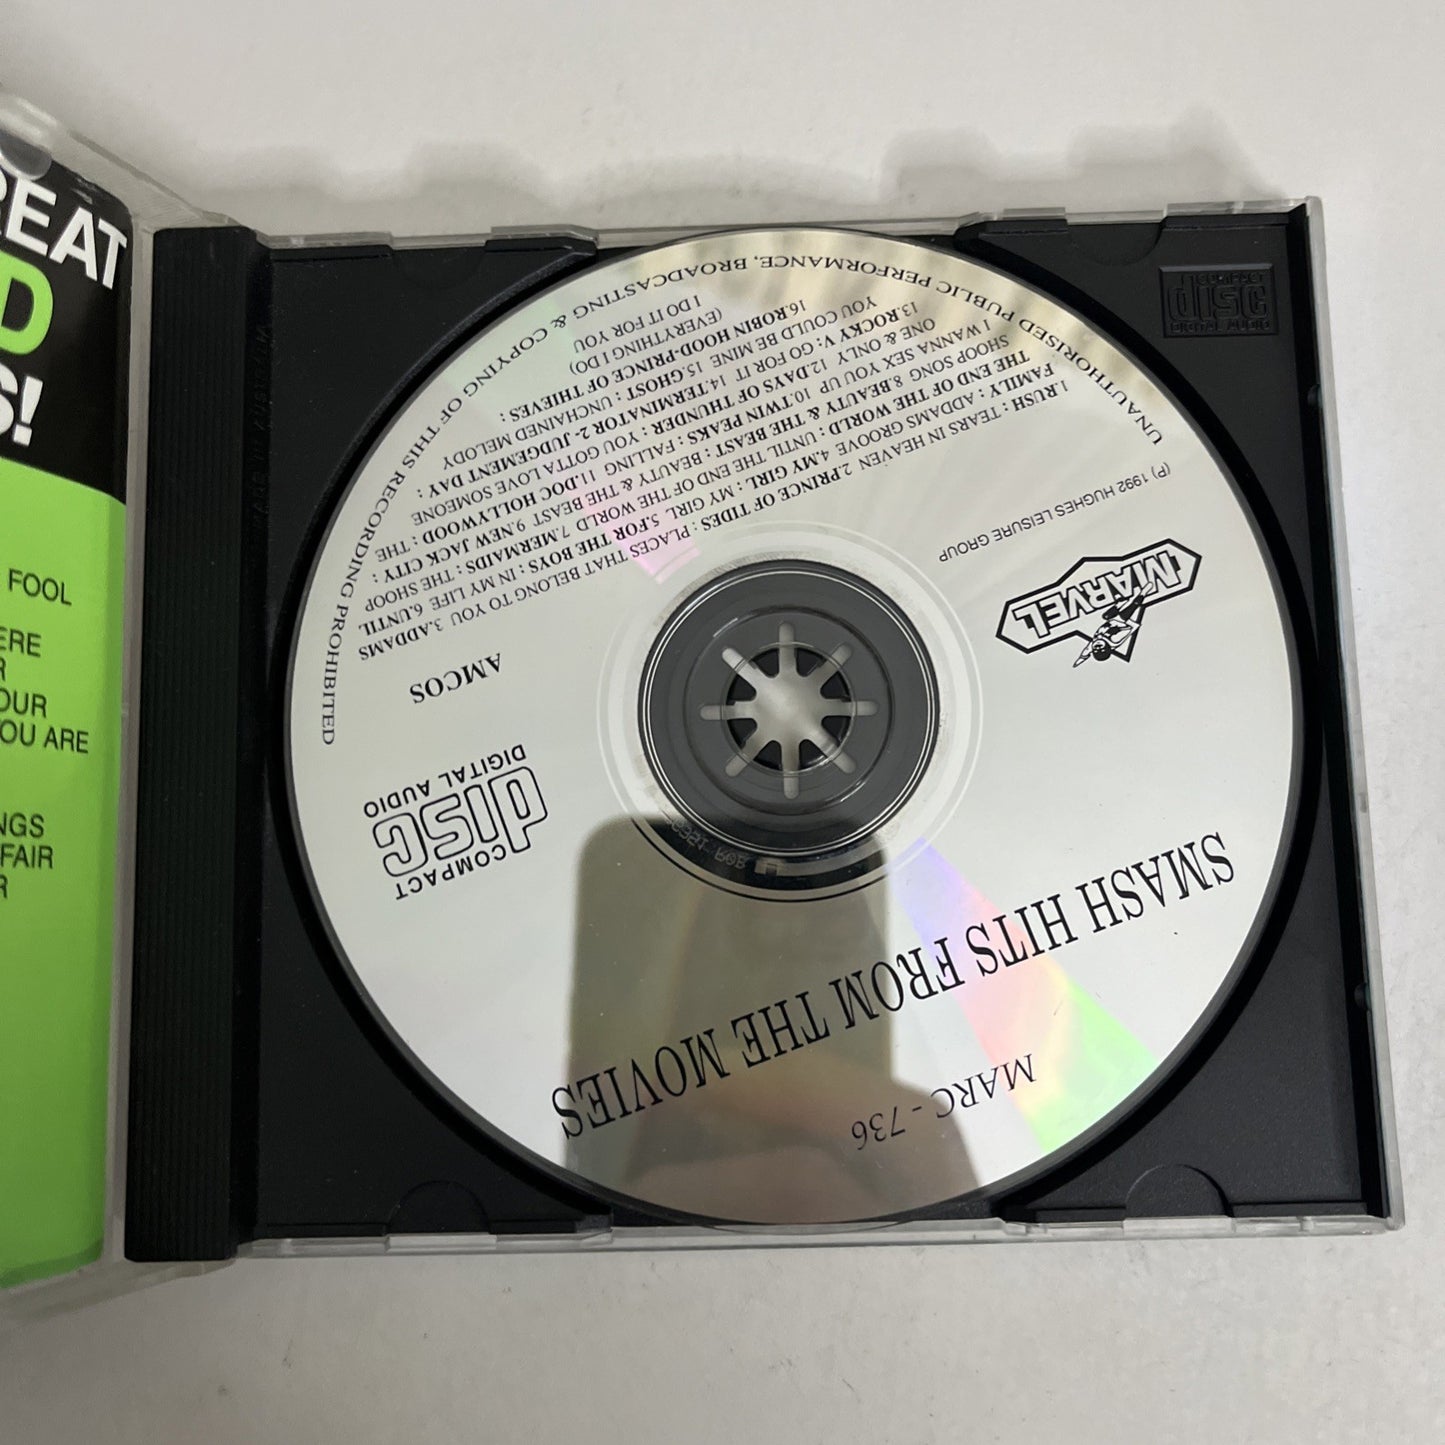 REAT
D
S!
FOOL
ERE
R
OUR
OU ARE
NGS
FAIR
R
COMPACT
disc
DIGITAL AUDIO
SMASH HITS FROM THE MOVIES
MARC - 736
MARVEL
(P) 1992 HUGHES LEISURE GROUP
COMPACT
disc
DIGITAL AUDIO
AMCOS
1.RUSH : TEARS IN HEAVEN 2.PRINCE OF TIDES : PLACES THAT BELONG TO YOU 3.ADDAMS
FAMILY : ADDAMS GROOVE 4.MY GIRL : MY GIRL 5.FOR THE BOYS : IN MY LIFE 6.UNTIL
THE END OF THE WORLD : UNTIL THE END OF THE WORLD 7.MERMAIDS : THE SHOOP
SHOOP SONG 8.BEAUTY & THE BEAST : BEAUTY & THE BEAST 9.NEW JACK CITY :
I WANNA SEX YOU UP 10.TWIN PEAKS : FALLING 11.DOC HOLLYWOOD : THE
ONE & ONLY 12.DAYS OF THUNDER : YOU GOTTA LOVE SOMEONE
13.ROCKY V: GO FOR IT 14.TERMINATOR 2- JUDGEMENT DAY :
YOU COULD BE MINE 15.GHOST : UNCHAINED MELODY
16.ROBIN HOOD-PRINCE OF THIEVES :
(EVERYTHING I DO)
I DO IT FOR YOU
UNAUTHORISED PUBLIC PERFORMANCE, BROADCASTING & COPYING OF THIS RECORDING PROHIBITED